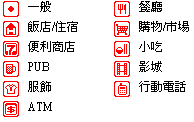 一般
餐廳
飯店/住宿
購物/市場
便利商店
小吃
PUB
影城
服飾
行動電話
ATM